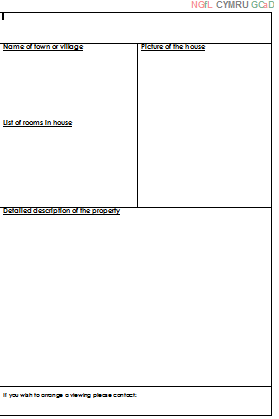 NGfL CYMRU GCaD
Name of town or village
Picture of the house
List of rooms in house
Detailed description of the property
If you wish to arrange a viewing please contact: